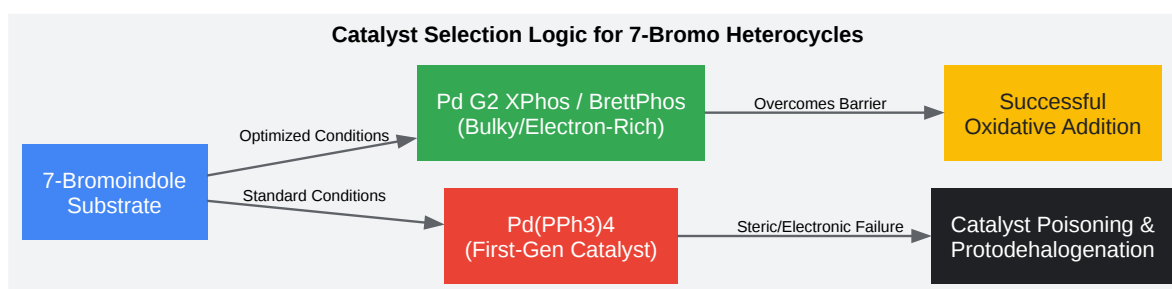 Catalyst Selection Logic for 7-Bromo Heterocycles
7-Bromoindole
Substrate
Optimized Conditions
Standard Conditions
Pd G2 XPhos / BrettPhos
(Bulky/Electron-Rich)
Pd(PPh3)4
(First-Gen Catalyst)
Overcomes Barrier
Steric/Electronic Failure
Successful
Oxidative Addition
Catalyst Poisoning &
Protodehalogenation